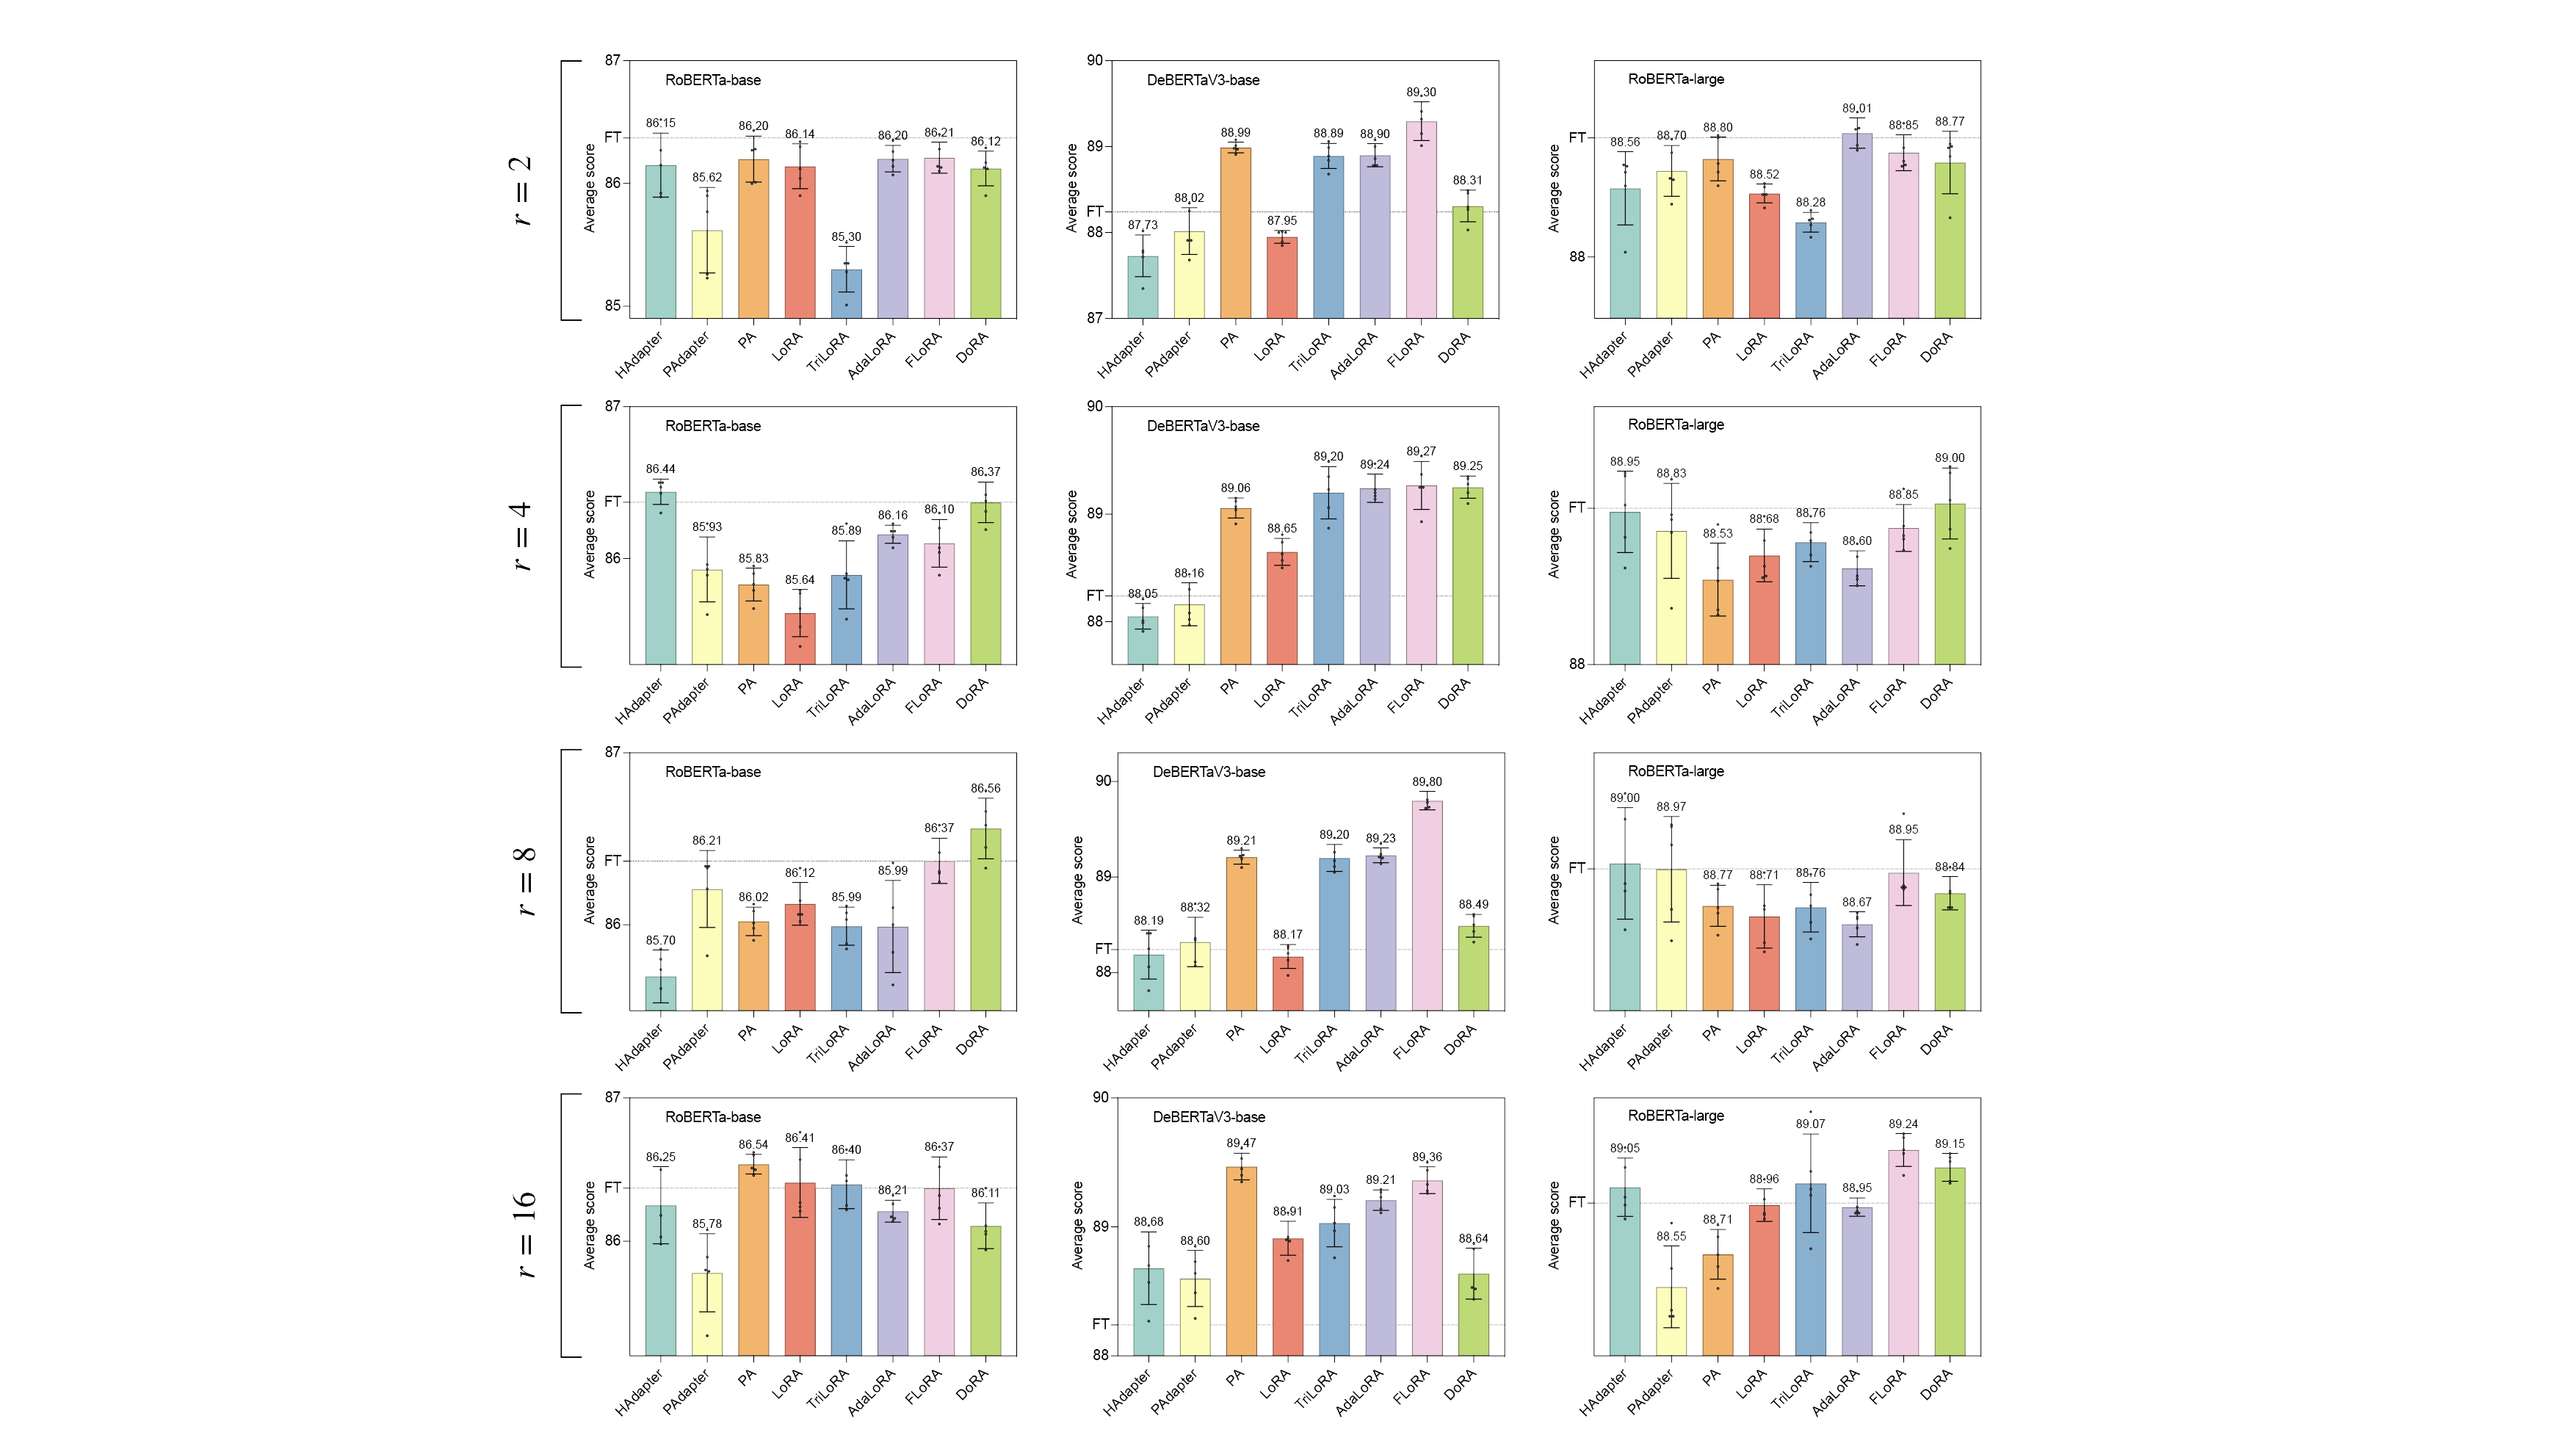 r = 2
RoBERTa-base
Average score
87
FT
86
85
86.15
85.62
86.20
86.14
85.30
86.20
86.21
86.12
HAdapter
PAdapter
PA
LoRA
TriLoRA
AdaLoRA
FLoRA
DoRA
DeBERTaV3-base
Average score
90
89
FT
88
87
87.73
88.02
88.99
87.95
88.89
88.90
89.30
88.31
HAdapter
PAdapter
PA
LoRA
TriLoRA
AdaLoRA
FLoRA
DoRA
RoBERTa-large
Average score
FT
88
88.56
88.70
88.80
88.52
88.28
89.01
88.85
88.77
HAdapter
PAdapter
PA
LoRA
TriLoRA
AdaLoRA
FLoRA
DoRA
r = 4
RoBERTa-base
Average score
87
FT
86
86.44
85.93
85.83
85.64
85.89
86.16
86.10
86.37
HAdapter
PAdapter
PA
LoRA
TriLoRA
AdaLoRA
FLoRA
DoRA
DeBERTaV3-base
Average score
90
89
FT
88
88.05
88.16
89.06
88.65
89.20
89.24
89.27
89.25
HAdapter
PAdapter
PA
LoRA
TriLoRA
AdaLoRA
FLoRA
DoRA
RoBERTa-large
Average score
FT
88
88.95
88.83
88.53
88.68
88.76
88.60
88.85
89.00
HAdapter
PAdapter
PA
LoRA
TriLoRA
AdaLoRA
FLoRA
DoRA
r = 8
RoBERTa-base
Average score
87
FT
86
85.70
86.21
86.02
86.12
85.99
85.99
86.37
86.56
HAdapter
PAdapter
PA
LoRA
TriLoRA
AdaLoRA
FLoRA
DoRA
DeBERTaV3-base
Average score
90
89
FT
88
88.19
88.32
89.21
88.17
89.20
89.23
89.80
88.49
HAdapter
PAdapter
PA
LoRA
TriLoRA
AdaLoRA
FLoRA
DoRA
RoBERTa-large
Average score
FT
89.00
88.97
88.77
88.71
88.76
88.67
88.95
88.84
HAdapter
PAdapter
PA
LoRA
TriLoRA
AdaLoRA
FLoRA
DoRA
r = 16
RoBERTa-base
Average score
87
FT
86
86.25
85.78
86.54
86.41
86.40
86.21
86.37
86.11
HAdapter
PAdapter
PA
LoRA
TriLoRA
AdaLoRA
FLoRA
DoRA
DeBERTaV3-base
Average score
90
89
FT
88
88.68
88.60
89.47
88.91
89.03
89.21
89.36
88.64
HAdapter
PAdapter
PA
LoRA
TriLoRA
AdaLoRA
FLoRA
DoRA
RoBERTa-large
Average score
FT
89.05
88.55
88.71
88.96
89.07
88.95
89.24
89.15
HAdapter
PAdapter
PA
LoRA
TriLoRA
AdaLoRA
FLoRA
DoRA